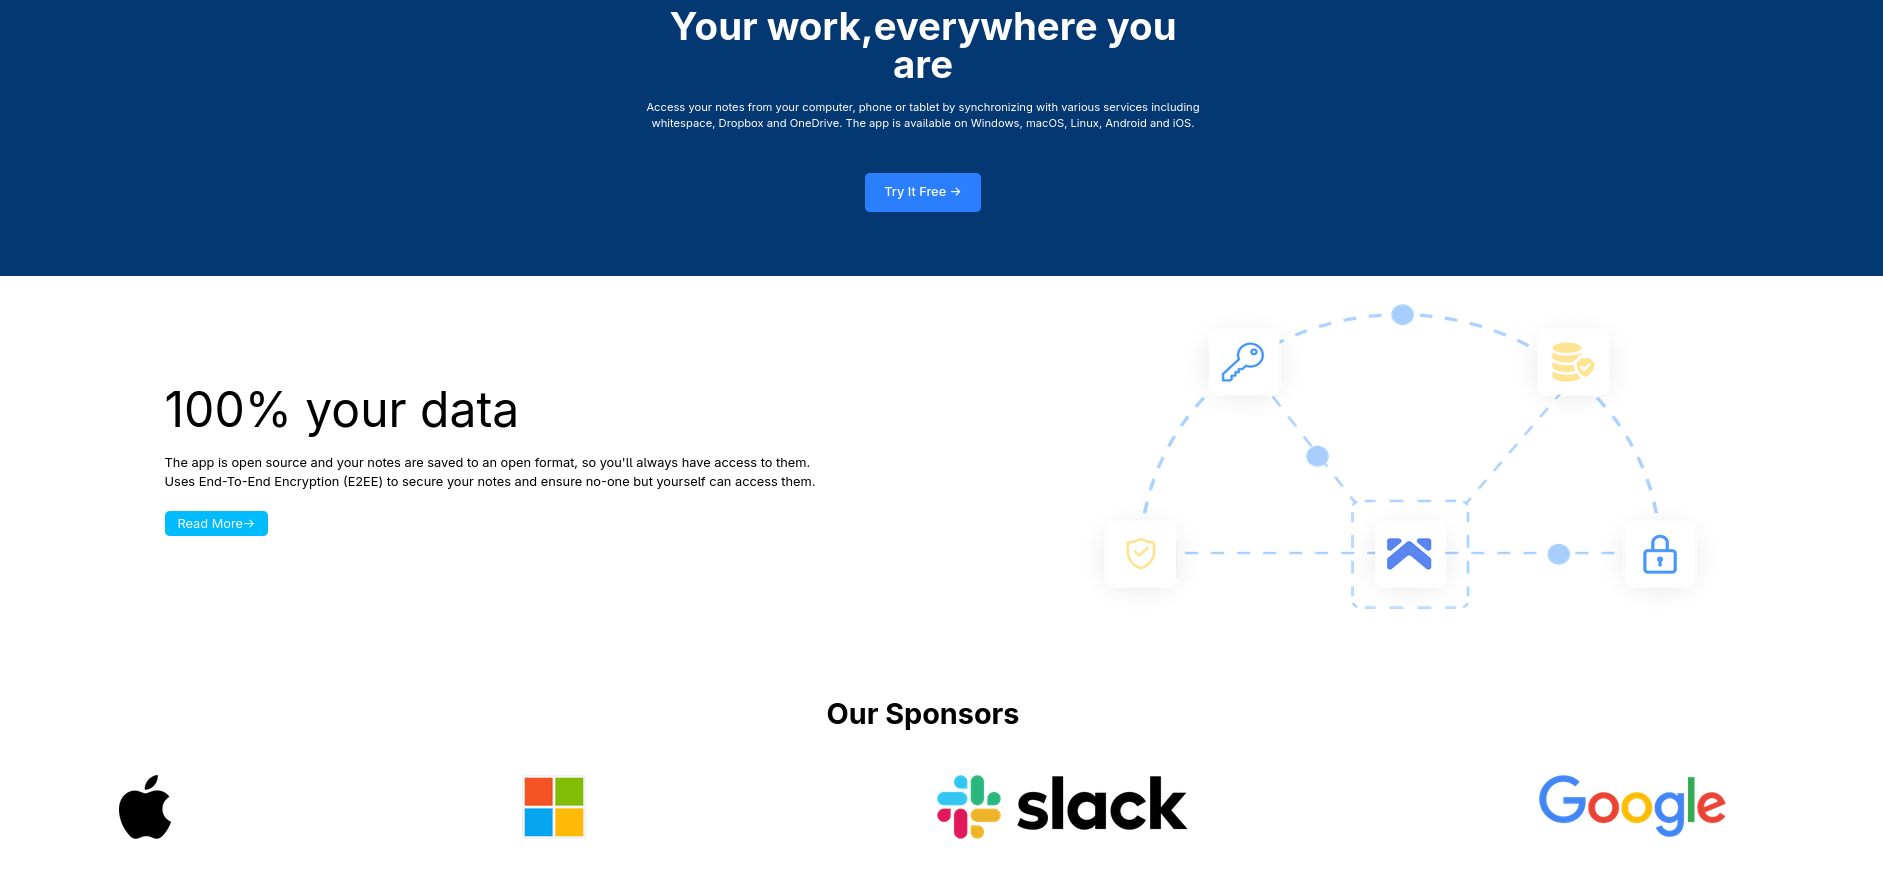 Your work,everywhere you
are
Access your notes from your computer, phone or tablet by synchronizing with various services including
whitespace, Dropbox and OneDrive. The app is available on Windows, macOS, Linux, Android and iOS.
Try It Free →
100% your data
The app is open source and your notes are saved to an open format, so you'll always have access to them.
Uses End-To-End Encryption (E2EE) to secure your notes and ensure no-one but yourself can access them.
Read More→
Our Sponsors
slack
Google